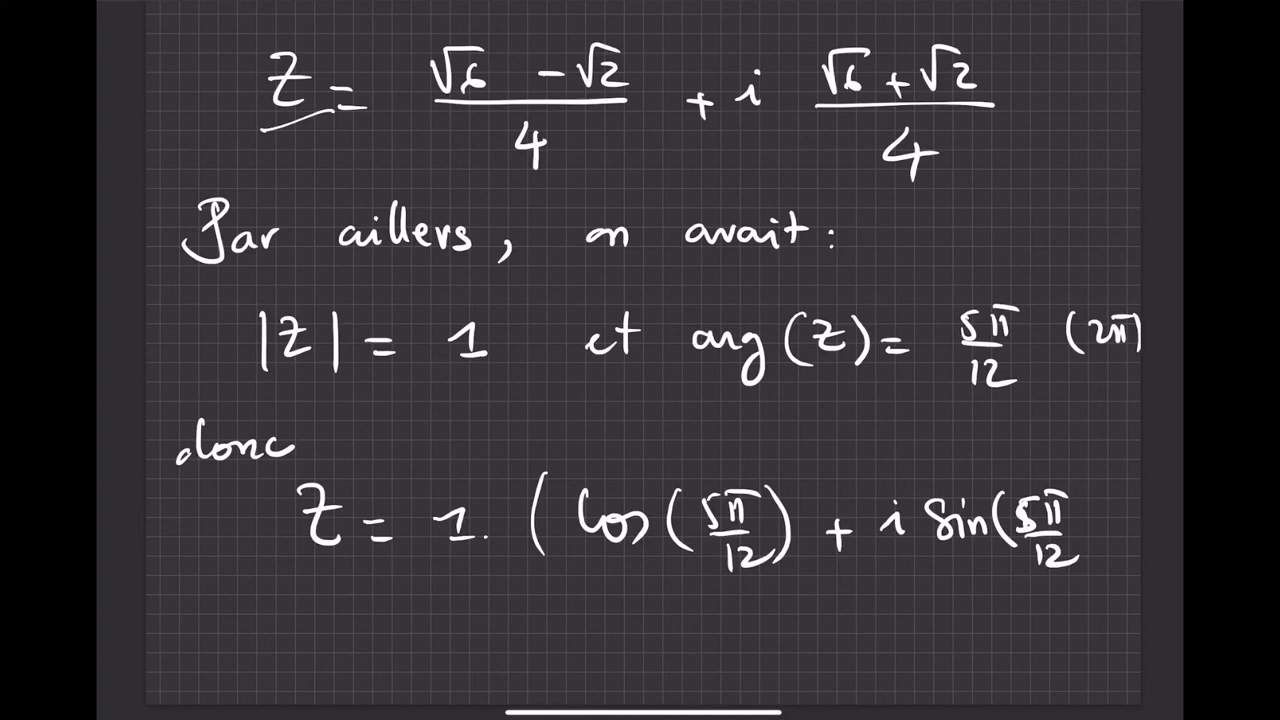 Z = (√6 - √2)/4 + i (√6 + √2)/4
Par aillers, on avait :
|Z| = 1 et arg(Z) = 5π/12 (2π)
donc
Z = 1. (Cos(5π/12) + i Sin(5π/12